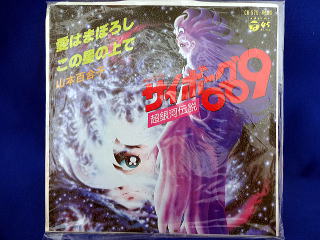 愛はまぼろし
この星の上で
山本百合子
サイボーグ009
超銀河伝説